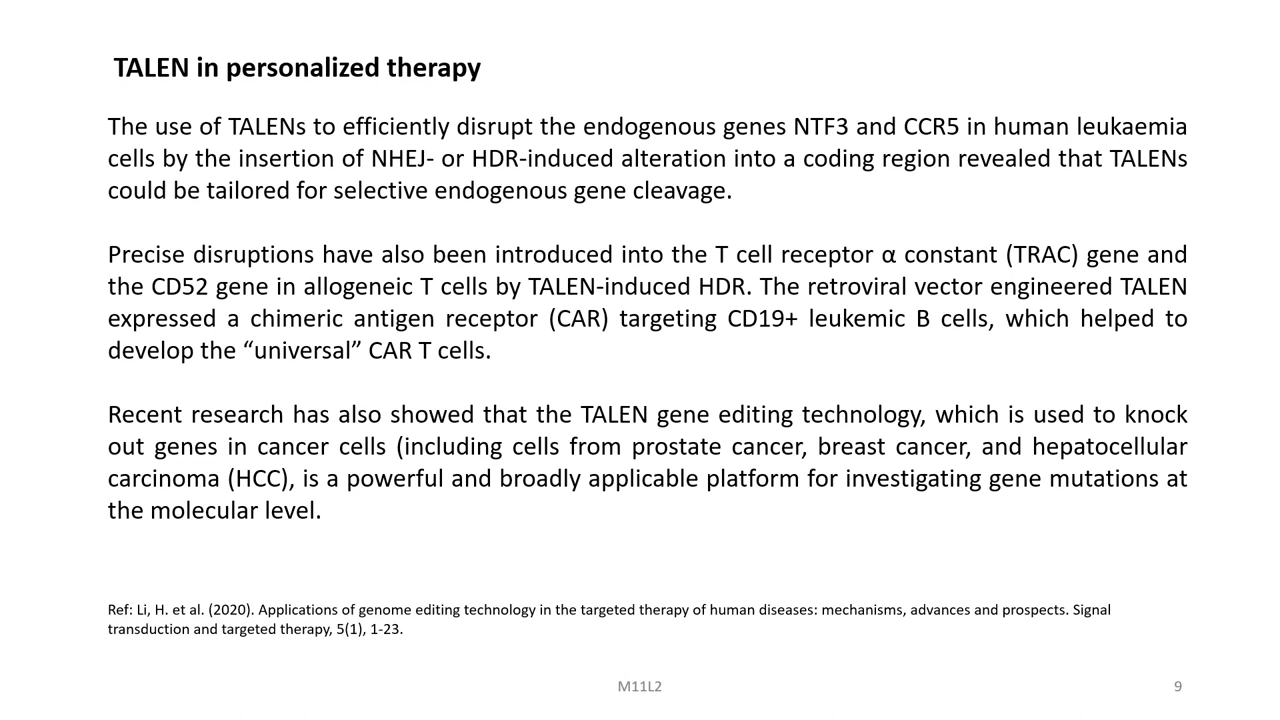 TALEN in personalized therapy
The use of TALENs to efficiently disrupt the endogenous genes NTF3 and CCR5 in human leukaemia
cells by the insertion of NHEJ- or HDR-induced alteration into a coding region revealed that TALENs
could be tailored for selective endogenous gene cleavage.
Precise disruptions have also been introduced into the T cell receptor α constant (TRAC) gene and
the CD52 gene in allogeneic T cells by TALEN-induced HDR. The retroviral vector engineered TALEN
expressed a chimeric antigen receptor (CAR) targeting CD19+ leukemic B cells, which helped to
develop the “universal” CAR T cells.
Recent research has also showed that the TALEN gene editing technology, which is used to knock
out genes in cancer cells (including cells from prostate cancer, breast cancer, and hepatocellular
carcinoma (HCC), is a powerful and broadly applicable platform for investigating gene mutations at
the molecular level.
Ref: Li, H. et al. (2020). Applications of genome editing technology in the targeted therapy of human diseases: mechanisms, advances and prospects. Signal
transduction and targeted therapy, 5(1), 1-23.
M11L2
9